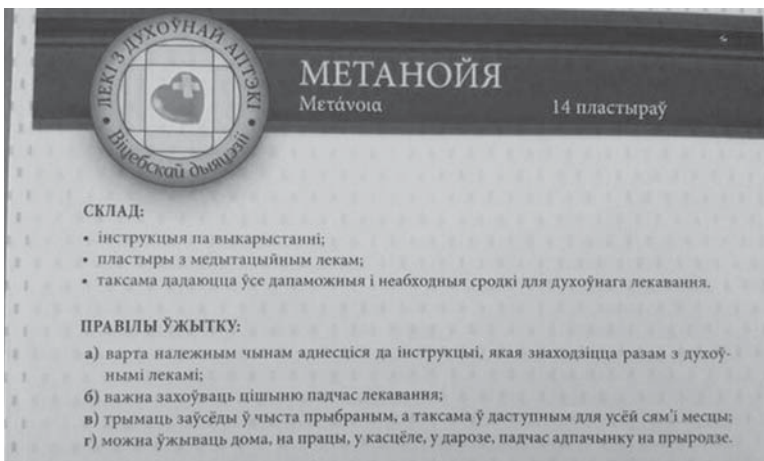 ЛЕКІ З ДУХОЎНАЙ АПТЭКІ
Віцебскай дыяцэзіі
МЕТАНОЙЯ
Μετάνοια
14 пластыраў
СКЛАД:
• інструкцыя па выкарыстанні;
• пластыры з медытацыйным лекам;
• таксама дадаюцца ўсе дапаможныя і неабходныя сродкі для духоўнага лекавання.
ПРАВІЛЫ ЎЖЫТКУ:
а) варта належным чынам аднесціся да інструкцыі, якая знаходзіцца разам з духоў-
нымі лекамі;
б) важна захоўваць цішыню падчас лекавання;
в) трымаць заўсёды ў чыста прыбраным, а таксама ў даступным для усёй сям'і месцы;
г) можна ўжываць дома, на працы, у касцёле, у дарозе, падчас адпачынку на прыродзе.